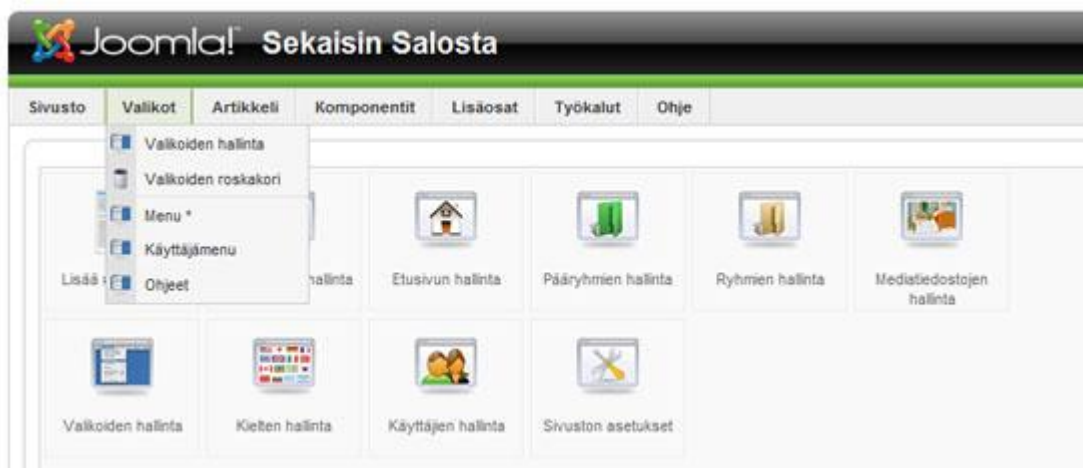 Joomla! Sekaisin Salosta
Sivusto Valikot Artikkeli Komponentit Lisäosat Työkalut Ohje
Valikoiden hallinta
Valikoiden roskakori
Menu *
Käyttäjämenu
Ohjeet
Lisää hallinta Etusivun hallinta Pääryhmien hallinta Ryhmien hallinta Mediatiedostojen
hallinta
Valikoiden hallinta Kielten hallinta Käyttäjien hallinta Sivuston asetukset